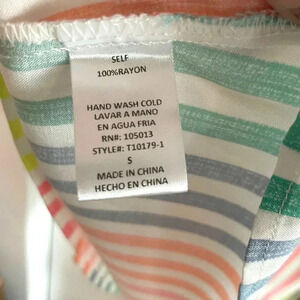 SELF
100%RAYON
HAND WASH COLD
LAVAR A MANO
EN AGUA FRIA
RN#: 105013
STYLE#: T10179-1
S
MADE IN CHINA
HECHO EN CHINA